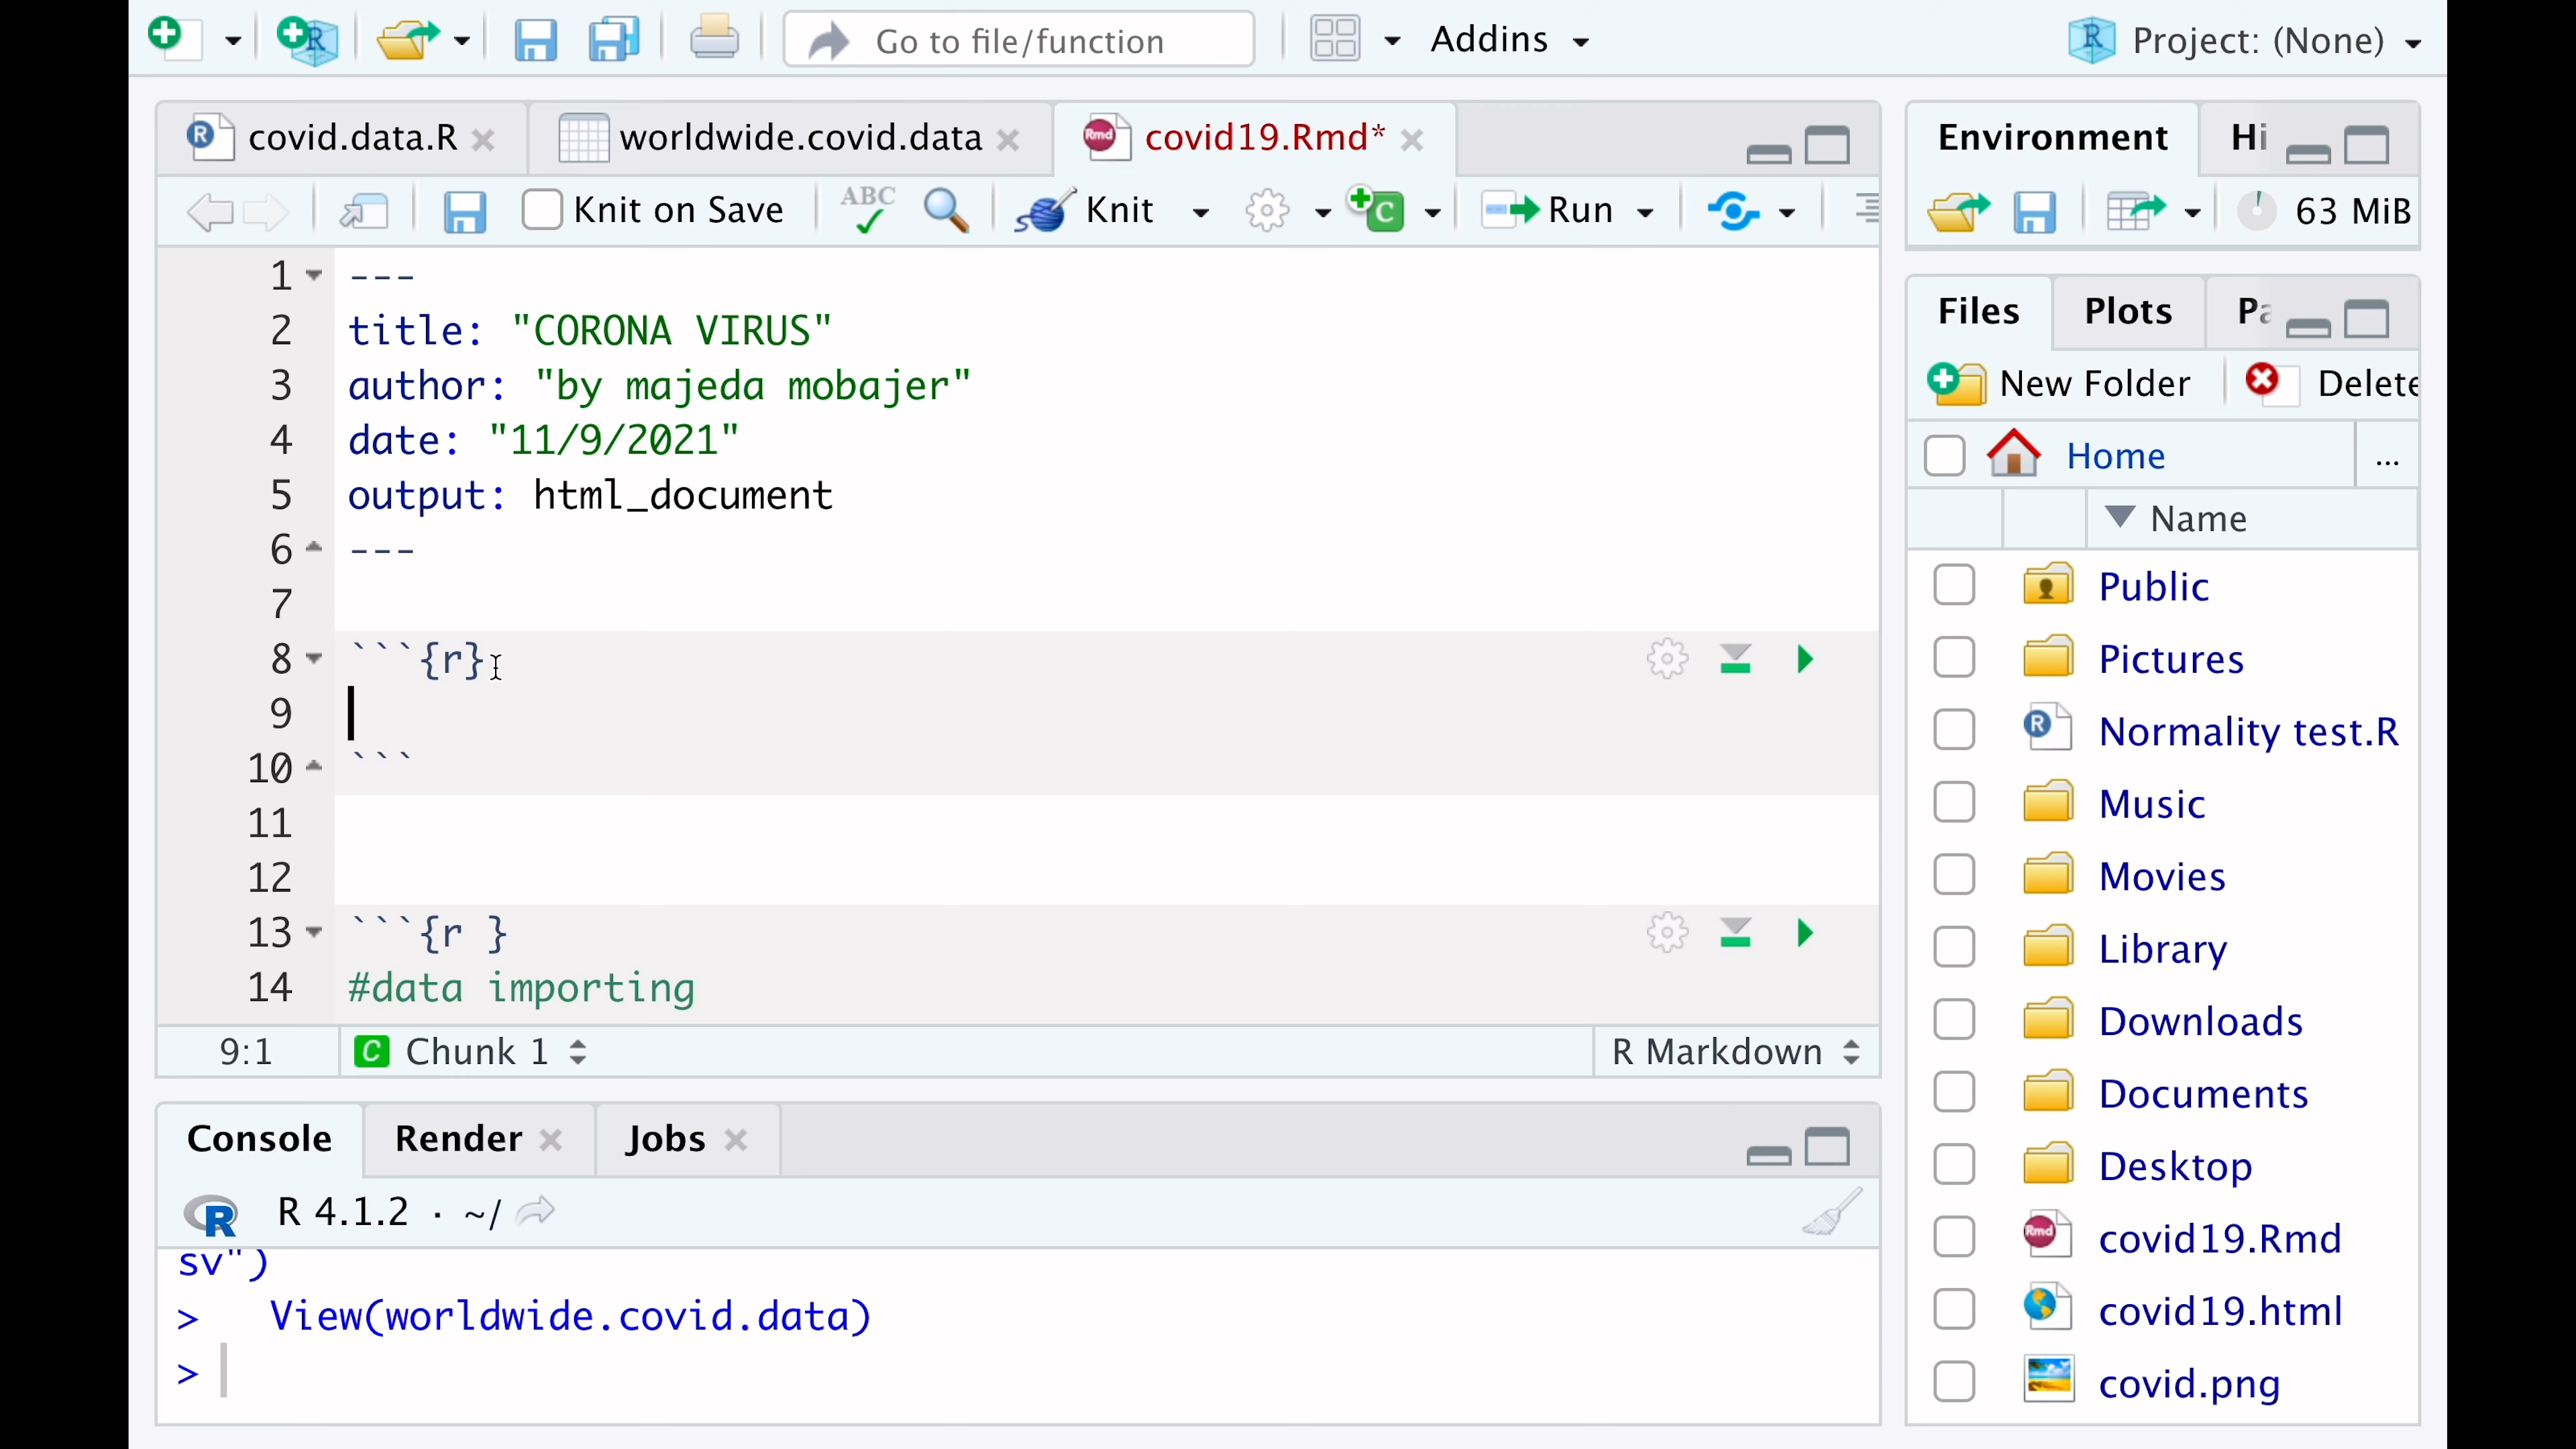 Go to file/function
Addins
Project: (None)
covid.data.R
worldwide.covid.data
covid19.Rmd*
Knit on Save
ABC
Knit
Run
1 ---
2 title: "CORONA VIRUS"
3 author: "by majeda mobajer"
4 date: "11/9/2021"
5 output: html_document
6 ---
7
8 ```{r}
9
10 ```
11
12
13 ```{r }
14 #data importing
9:1
C Chunk 1
R Markdown
Console
Render
Jobs
R 4.1.2 · ~/
sv")
> View(worldwide.covid.data)
>
Environment
Hi
63 MiB
Files
Plots
Pa
New Folder
Delete
Home
...
Name
Public
Pictures
Normality test.R
Music
Movies
Library
Downloads
Documents
Desktop
covid19.Rmd
covid19.html
covid.png